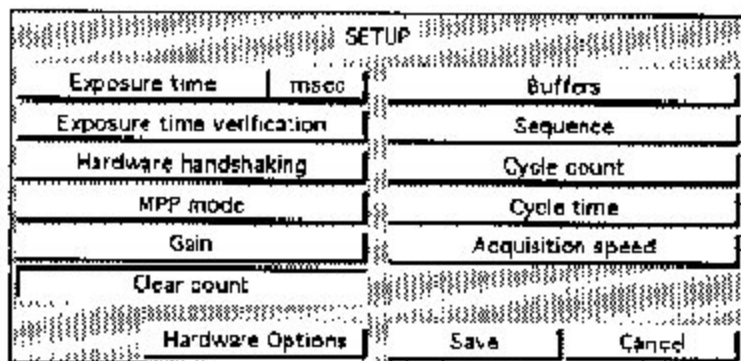 SETUP
Exposure time msec Buffers
Exposure time verification Sequence
Hardware handshaking Cycle count
MPP mode Cycle time
Gain Acquisition speed
Clear count
Hardware Options Save Cancel